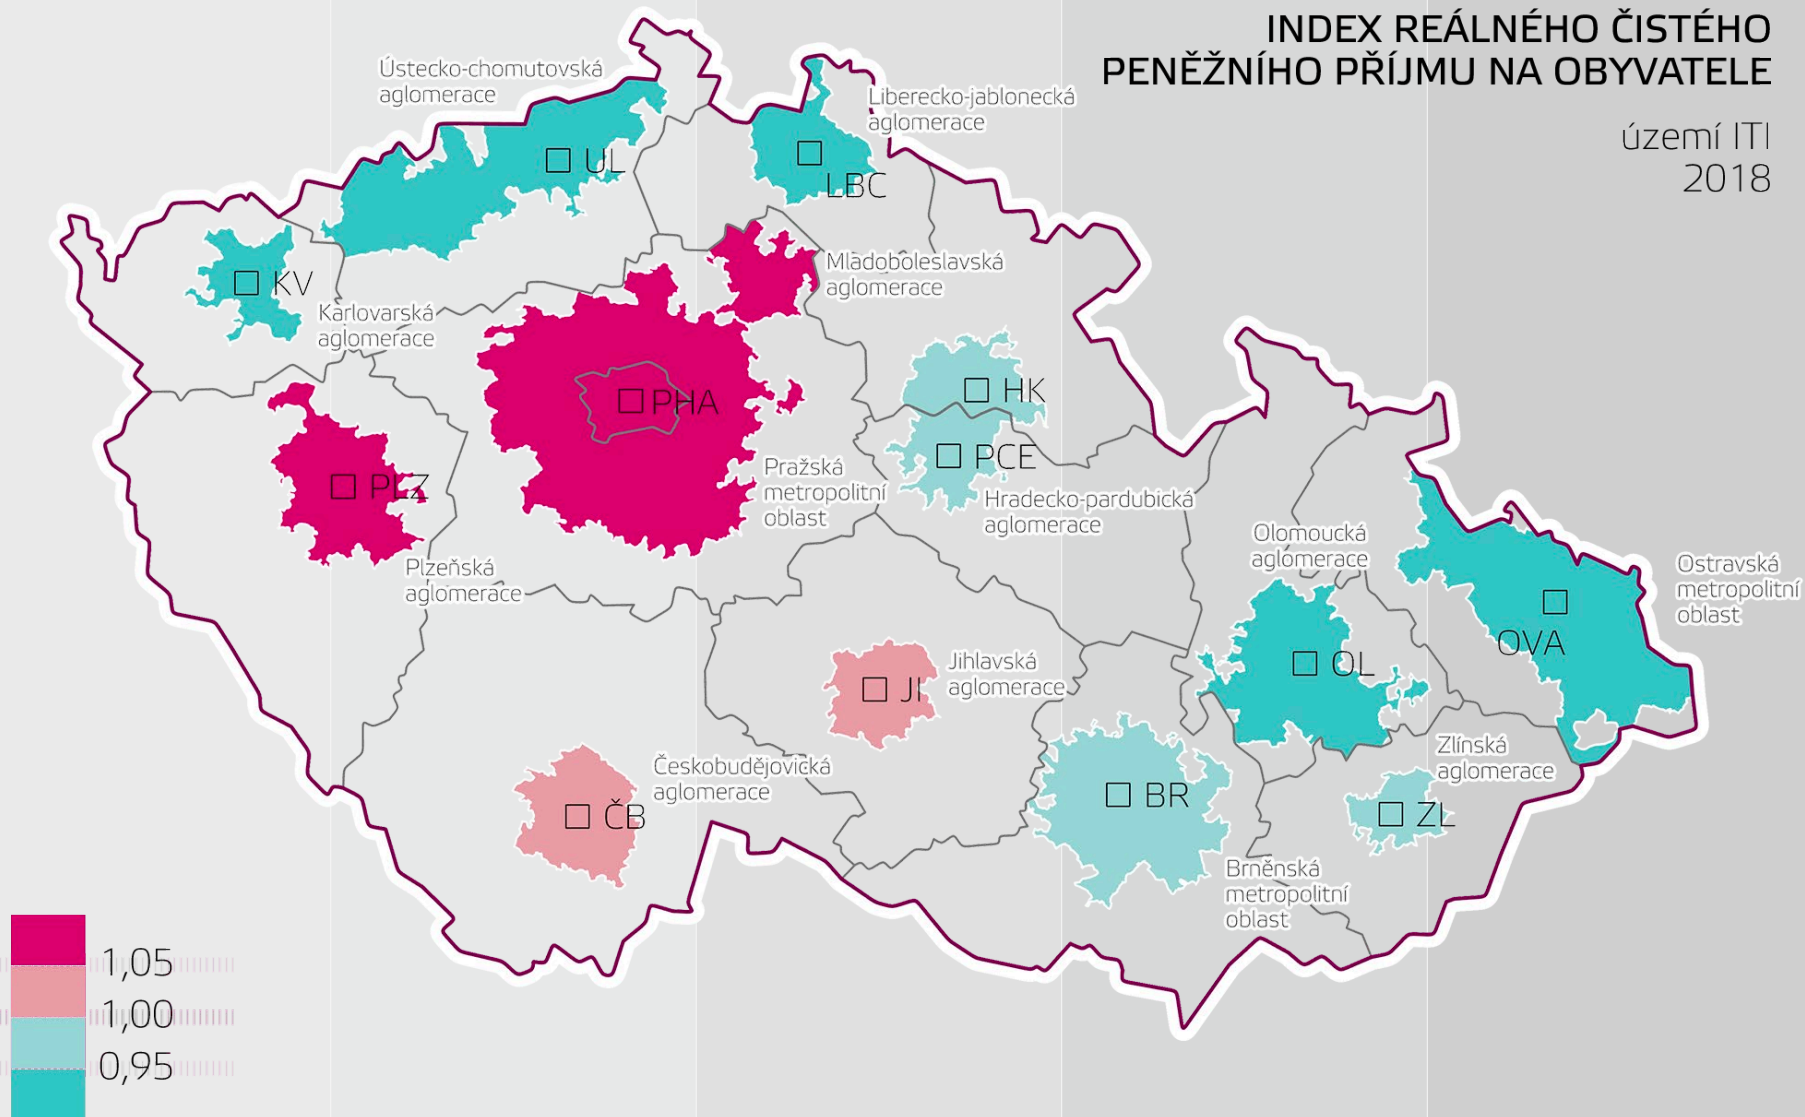 INDEX REÁLNÉHO ČISTÉHO
PENĚŽNÍHO PŘÍJMU NA OBYVATELE
území ITI
2018
Ústecko-chomutovská
aglomerace
Liberecko-jablonecká
aglomerace
UL
LBC
KV
Karlovarská
aglomerace
Mladoboleslavská
aglomerace
PHA
HK
PCE
PLZ
Pražská
metropolitní
oblast
Hradecko-pardubická
aglomerace
Plzeňská
aglomerace
Olomoucká
aglomerace
Ostravská
metropolitní
oblast
OVA
OL
JI
Jihlavská
aglomerace
Českobudějovická
aglomerace
ČB
BR
Zlínská
aglomerace
ZL
Brněnská
metropolitní
oblast
1,05
1,00
0,95